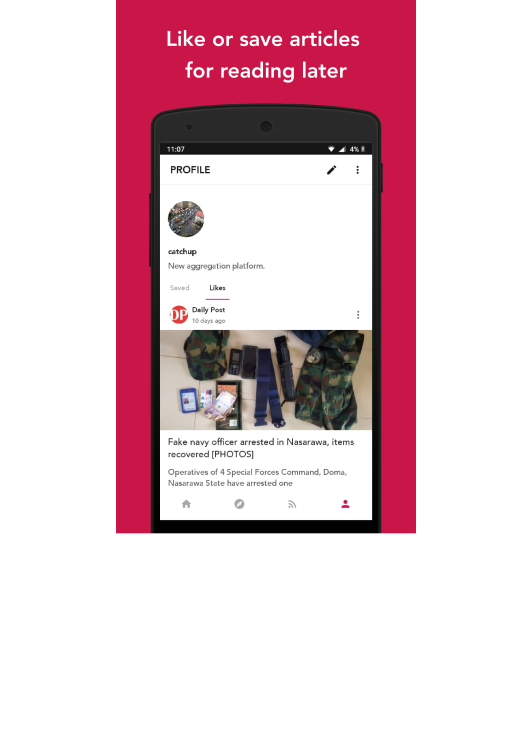 Like or save articles
for reading later
11:07
4%
PROFILE
catchup
New aggregation platform.
Saved
Likes
DP
Daily Post
10 days ago
Fake navy officer arrested in Nasarawa, items
recovered [PHOTOS]
Operatives of 4 Special Forces Command, Doma,
Nasarawa State have arrested one